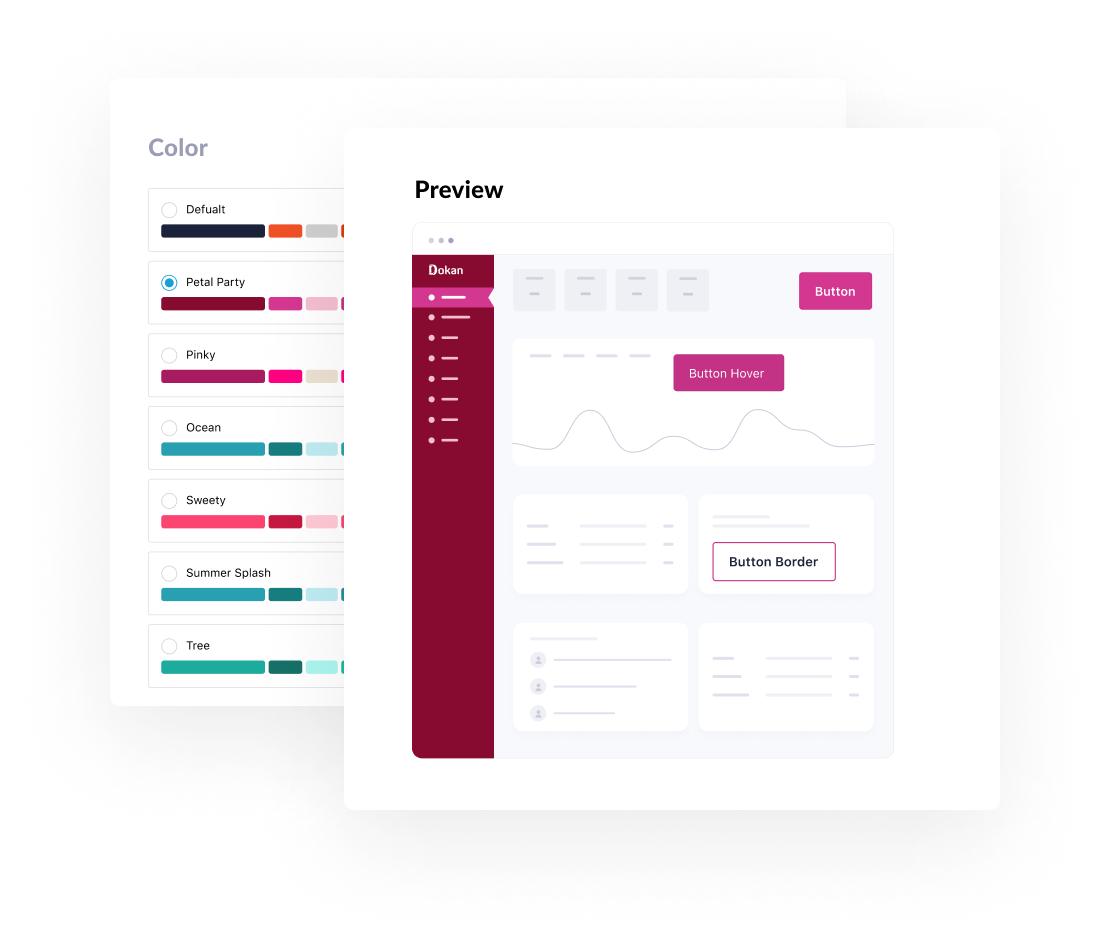 Color
Defualt
Petal Party
Pinky
Ocean
Sweety
Summer Splash
Tree
Preview
Dokan
Button
Button Hover
Button Border